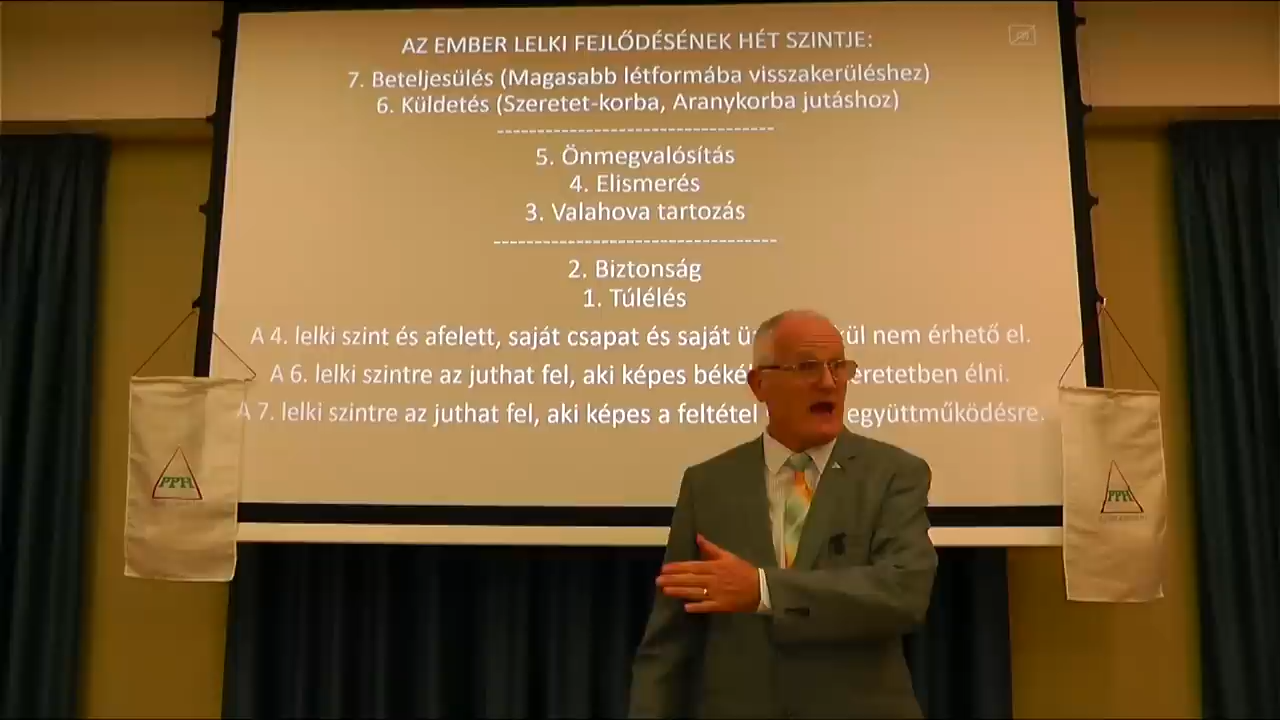 AZ EMBER LELKI FEJLŐDÉSÉNEK HÉT SZINTJE:
7. Beteljesülés (Magasabb létformába visszakerüléshez)
6. Küldetés (Szeretet-korba, Aranykorba jutáshoz)
----------------------------------
5. Önmegvalósítás
4. Elismerés
3. Valahova tartozás
-----------------------------------
2. Biztonság
1. Túlélés
A 4. lelki szint és afelett, saját csapat és saját nem érhető el.
A 6. lelki szintre az juthat fel, aki képes élni.
A 7. lelki szintre az juthat fel, aki képes a feltétel együttműködésre.
PPH
PPH